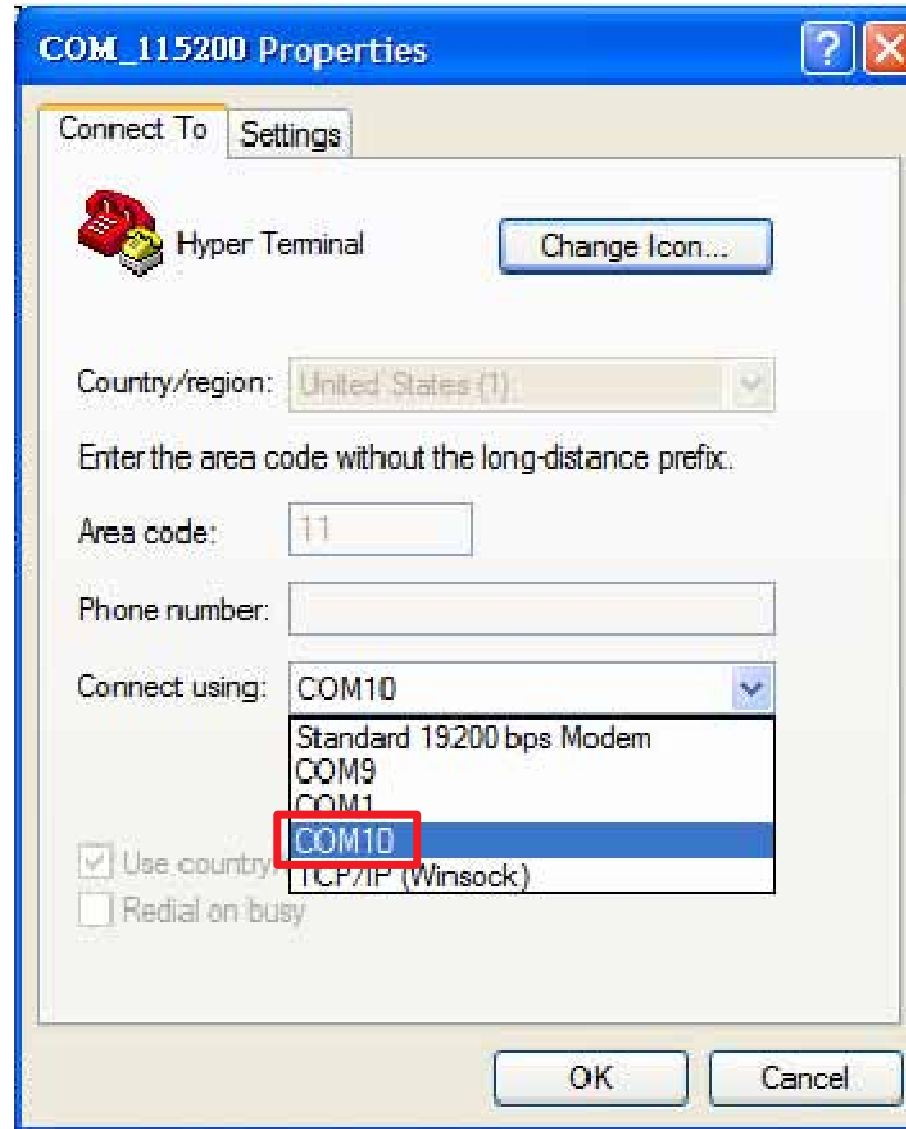 COM_115200 Properties
?
Connect To Settings
Hyper Terminal Change Icon...
Country/region: United States (1)
Enter the area code without the long-distance prefix.
Area code: 11
Phone number:
Connect using: COM10
Standard 19200 bps Modem
COM9
COM1
COM10
Use country
TCP/IP (Winsock)
Redial on busy
OK Cancel